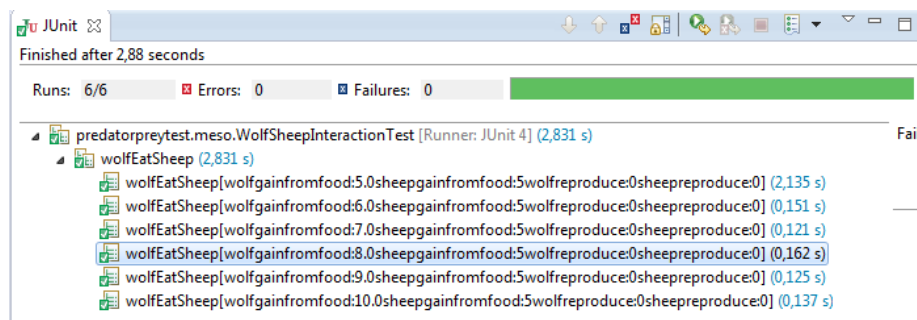 JUnit
Finished after 2,88 seconds
Runs: 6/6 Errors: 0 Failures: 0
predatorpreytest.meso.WolfSheepInteractionTest [Runner: JUnit 4] (2,831 s)
Fai
wolfEatSheep (2,831 s)
wolfEatSheep[wolfgainfromfood:5.0sheepgainfromfood:5wolfreproduce:0sheepreproduce:0] (2,135 s)
wolfEatSheep[wolfgainfromfood:6.0sheepgainfromfood:5wolfreproduce:0sheepreproduce:0] (0,151 s)
wolfEatSheep[wolfgainfromfood:7.0sheepgainfromfood:5wolfreproduce:0sheepreproduce:0] (0,121 s)
wolfEatSheep[wolfgainfromfood:8.0sheepgainfromfood:5wolfreproduce:0sheepreproduce:0] (0,162 s)
wolfEatSheep[wolfgainfromfood:9.0sheepgainfromfood:5wolfreproduce:0sheepreproduce:0] (0,125 s)
wolfEatSheep[wolfgainfromfood:10.0sheepgainfromfood:5wolfreproduce:0sheepreproduce:0] (0,137 s)